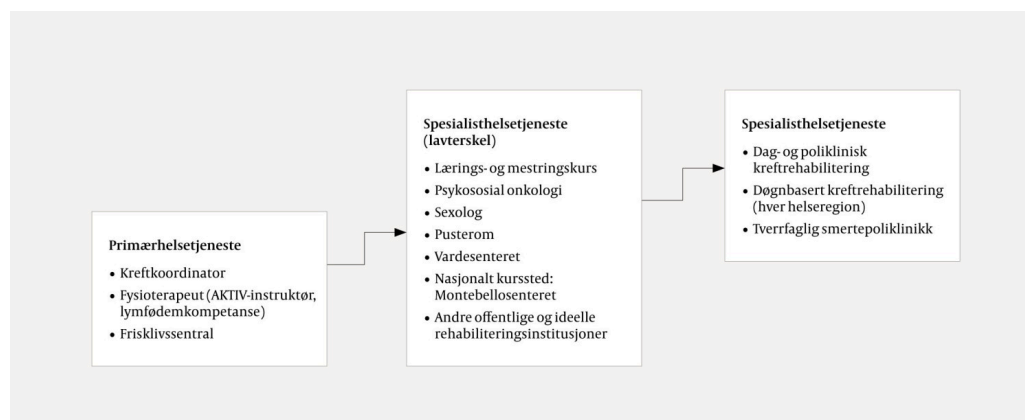 Primærhelsetjeneste
• Kreftkoordinator
• Fysioterapeut (AKTIV-instruktør,
lymfødemkompetanse)
• Frisklivssentral
Spesialisthelsetjeneste
(lavterskel)
• Lærings- og mestringskurs
• Psykososial onkologi
• Sexolog
• Pusterom
• Vardesenteret
• Nasjonalt kurssted:
Montebellosenteret
• Andre offentlige og ideelle
rehabiliteringsinstitusjoner
Spesialisthelsetjeneste
• Dag- og poliklinisk
kreftrehabilitering
• Døgnbasert kreftrehabilitering
(hver helseregion)
• Tverrfaglig smertepoliklinikk